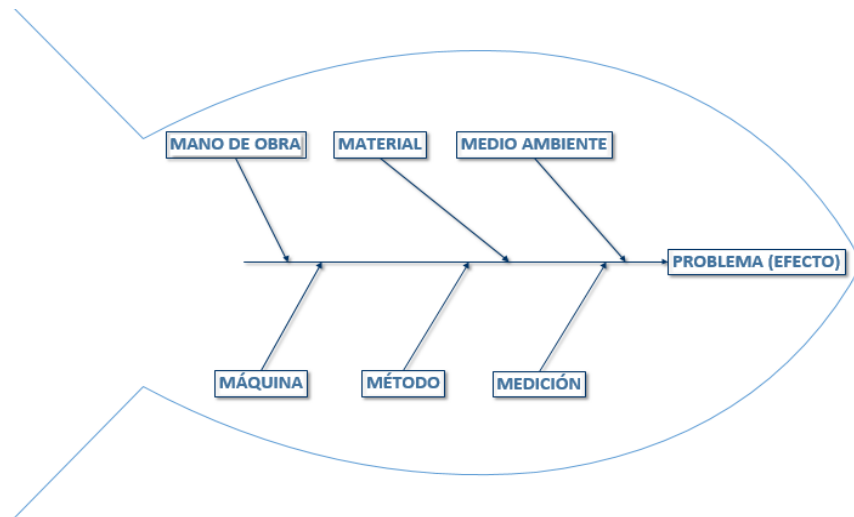 MANO DE OBRA
MATERIAL
MEDIO AMBIENTE
PROBLEMA (EFECTO)
MÁQUINA
MÉTODO
MEDICIÓN